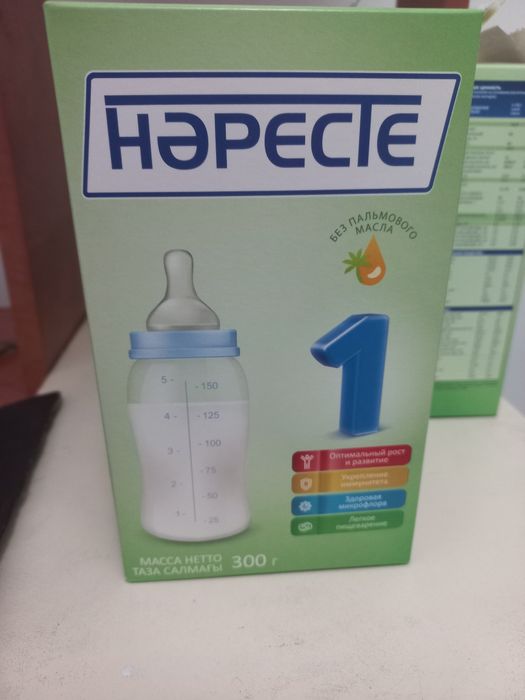 НӘРЕСТЕ
БЕЗ ПАЛЬМОВОГО
МАСЛА
1
5 - - 150
4 - - 125
3 - - 100
- 75
2 -
- 50
1 - - 25
Оптимальный рост
и развитие
Укрепление
иммунитета
Здоровая
микрофлора
Легкое
пищеварение
МАССА НЕТТО
ТАЗА САЛМАҒЫ 300 г